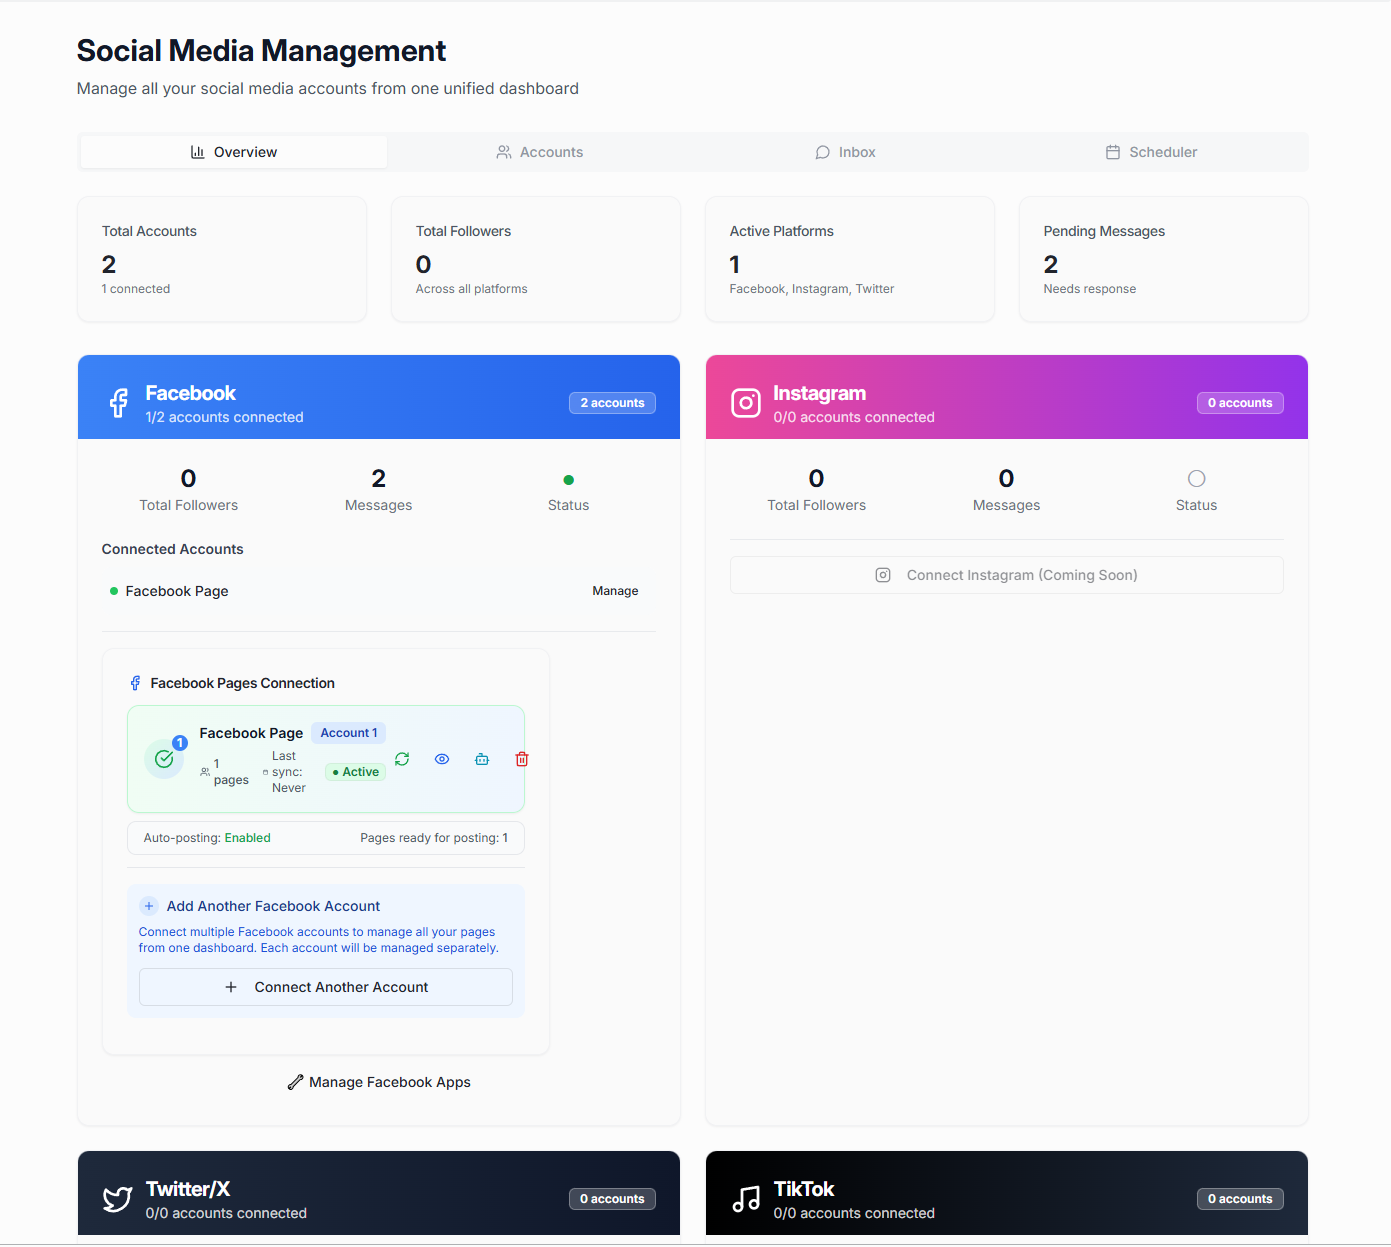 Social Media Management
Manage all your social media accounts from one unified dashboard
Overview
Accounts
Inbox
Scheduler
Total Accounts
2
1 connected
Total Followers
0
Across all platforms
Active Platforms
1
Facebook, Instagram, Twitter
Pending Messages
2
Needs response
Facebook
1/2 accounts connected
2 accounts
0
Total Followers
2
Messages
Status
Connected Accounts
Facebook Page
Manage
Facebook Pages Connection
1
Facebook Page
Account 1
1
pages
Last
sync:
Never
● Active
Auto-posting: Enabled
Pages ready for posting: 1
Add Another Facebook Account
Connect multiple Facebook accounts to manage all your pages
from one dashboard. Each account will be managed separately.
Connect Another Account
Manage Facebook Apps
Instagram
0/0 accounts connected
0 accounts
0
Total Followers
0
Messages
Status
Connect Instagram (Coming Soon)
Twitter/X
0/0 accounts connected
0 accounts
TikTok
0/0 accounts connected
0 accounts